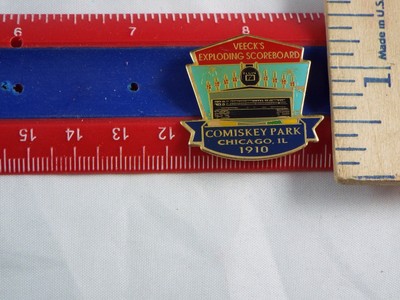 6
7
VEECK'S
EXPLODING SCOREBOARD
COMISKEY PARK
CHICAGO, IL
1910
15
14
13
12
Made in U.S.
1